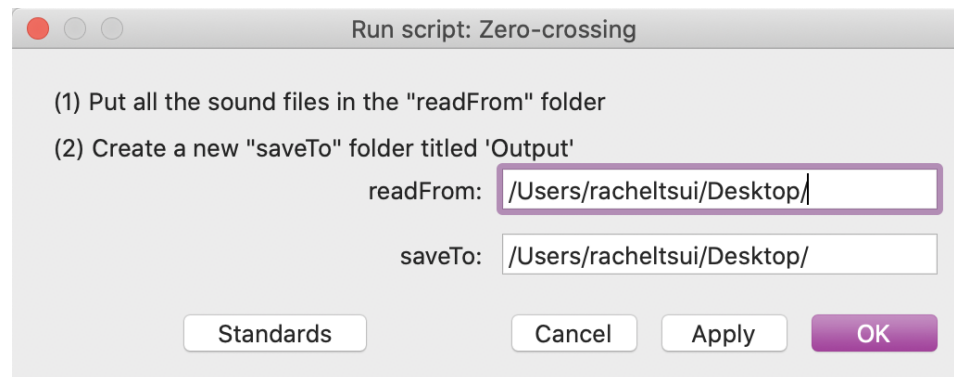 Run script: Zero-crossing
(1) Put all the sound files in the "readFrom" folder
(2) Create a new "saveTo" folder titled 'Output'
readFrom: /Users/racheltsui/Desktop/
saveTo: /Users/racheltsui/Desktop/
Standards Cancel Apply OK